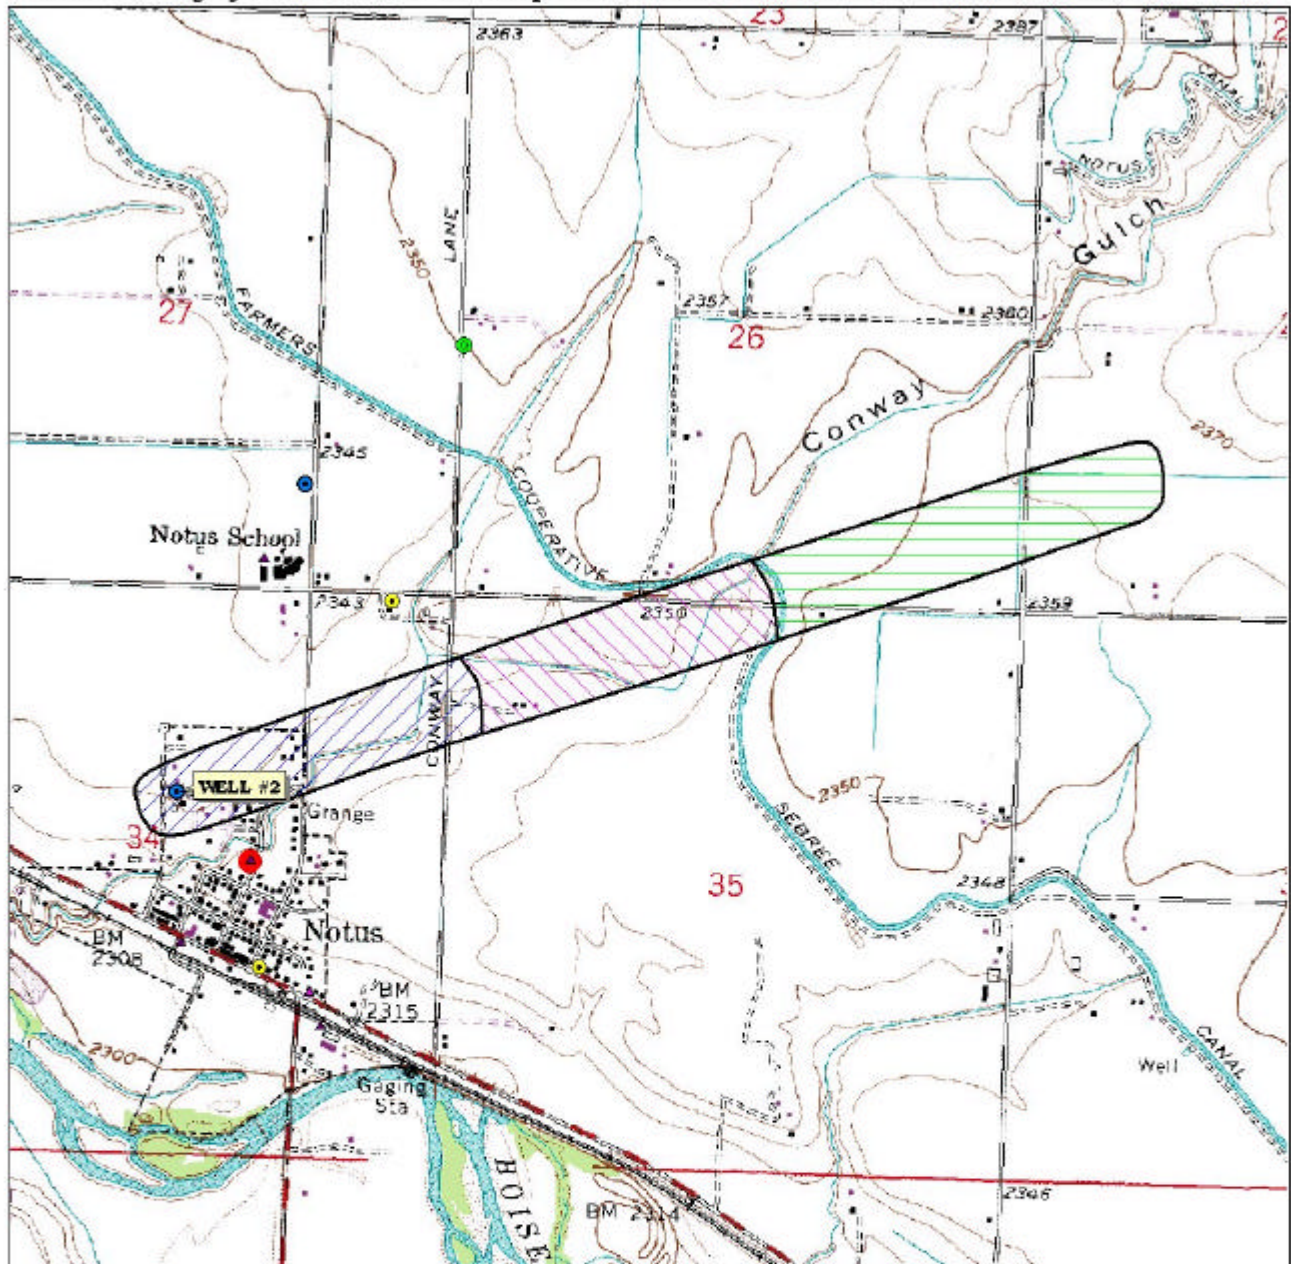 23
2363
2387
CANAL
NOTUS
Gulch
LANE
2350
2357
2380
27
26
FARMERS
Conway
2370
2345
COOPERATIVE
Notus School
2343
2350
2359
CONWAY
WELL #2
Grange
2350
34
SEBREE
35
2348
Notus
BM
2308
BM
2315
2300
CANAL
Well
Gaging
Sta
BOISE
BM 2314
2346